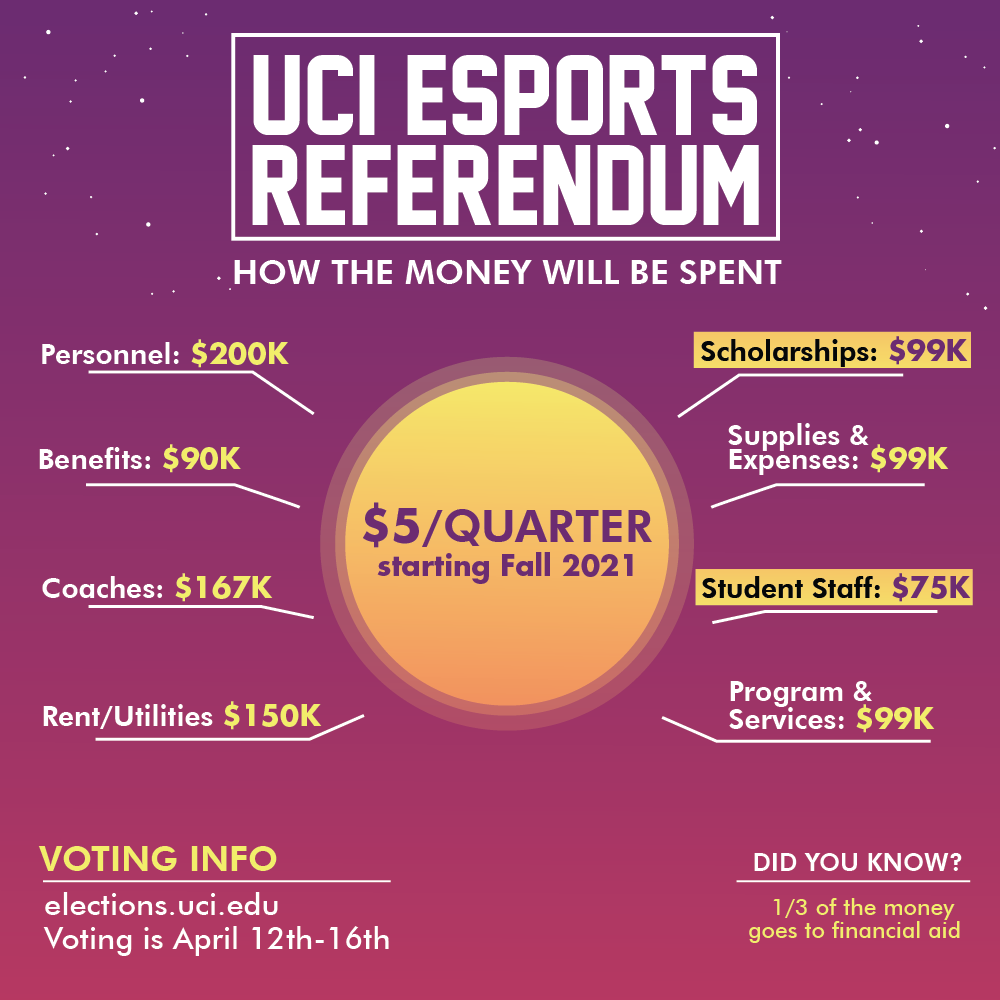 UCI ESPORTS
REFERENDUM
HOW THE MONEY WILL BE SPENT
Personnel: $200K
Benefits: $90K
Coaches: $167K
Rent/Utilities $150K
$5/QUARTER
starting Fall 2021
Scholarships: $99K
Supplies &
Expenses: $99K
Student Staff: $75K
Program &
Services: $99K
VOTING INFO
elections.uci.edu
Voting is April 12th-16th
DID YOU KNOW?
1/3 of the money
goes to financial aid